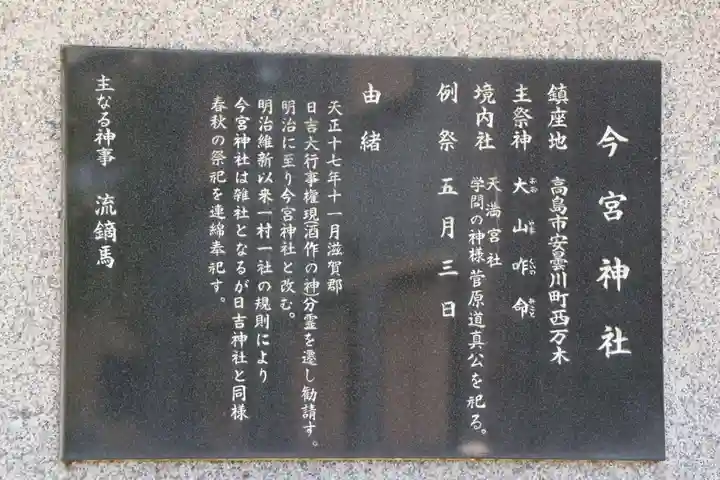 今宮神社
鎮座地 高島市安曇川町西万木
主祭神 大山咋命
境内社 天満宮社
学問の神様菅原道真公を祀る。
例祭 五月三日
由緒
天正十七年十一月滋賀郡
日吉大行事権現(酒作の神)分霊を遷し勧請す。
明治に至り今宮神社と改む。
明治維新以来一村一社の規則により
今宮神社は雑社となるが日吉神社と同様
春秋の祭祀を連綿奉祀す。
主なる神事 流鏑馬